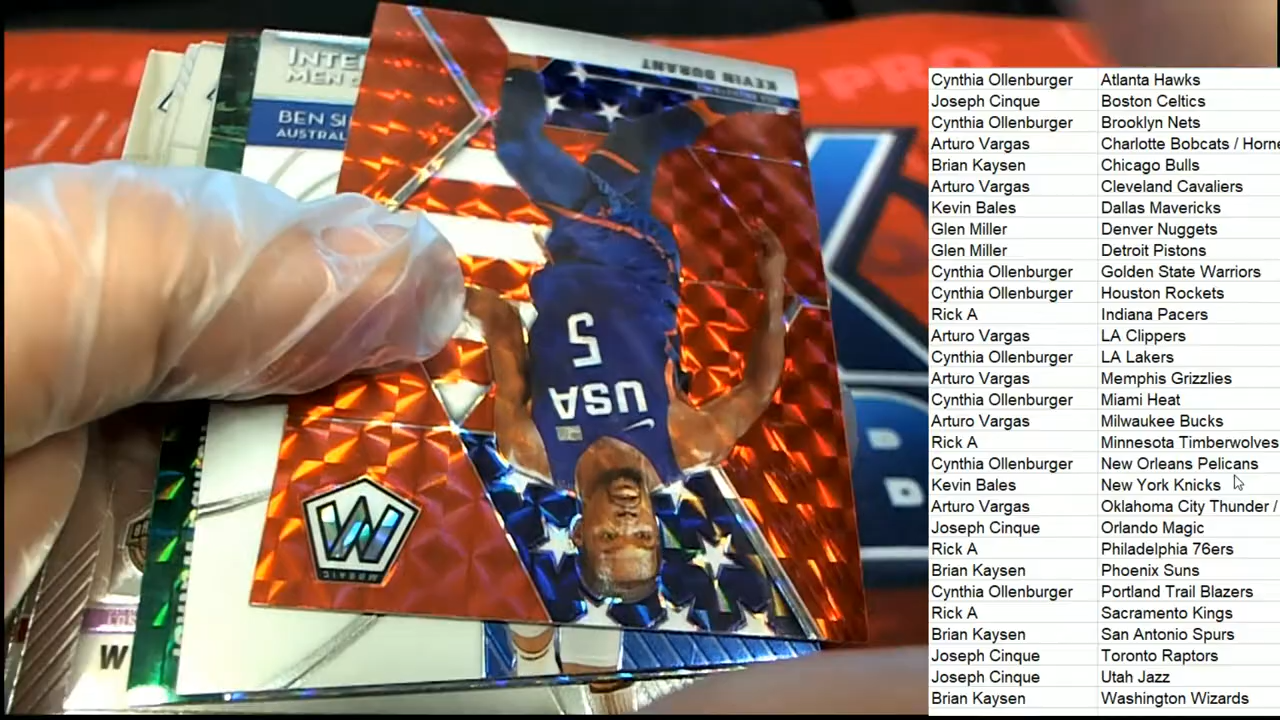 INTE
MEN
BEN SI
AUSTRAL
KEVIN DURANT
USA
5
MOSAIC
W
PRO
Cynthia Ollenburger Atlanta Hawks
Joseph Cinque Boston Celtics
Cynthia Ollenburger Brooklyn Nets
Arturo Vargas Charlotte Bobcats / Horne
Brian Kaysen Chicago Bulls
Arturo Vargas Cleveland Cavaliers
Kevin Bales Dallas Mavericks
Glen Miller Denver Nuggets
Glen Miller Detroit Pistons
Cynthia Ollenburger Golden State Warriors
Cynthia Ollenburger Houston Rockets
Rick A Indiana Pacers
Arturo Vargas LA Clippers
Cynthia Ollenburger LA Lakers
Arturo Vargas Memphis Grizzlies
Cynthia Ollenburger Miami Heat
Arturo Vargas Milwaukee Bucks
Rick A Minnesota Timberwolves
Cynthia Ollenburger New Orleans Pelicans
Kevin Bales New York Knicks
Arturo Vargas Oklahoma City Thunder /
Joseph Cinque Orlando Magic
Rick A Philadelphia 76ers
Brian Kaysen Phoenix Suns
Cynthia Ollenburger Portland Trail Blazers
Rick A Sacramento Kings
Brian Kaysen San Antonio Spurs
Joseph Cinque Toronto Raptors
Joseph Cinque Utah Jazz
Brian Kaysen Washington Wizards